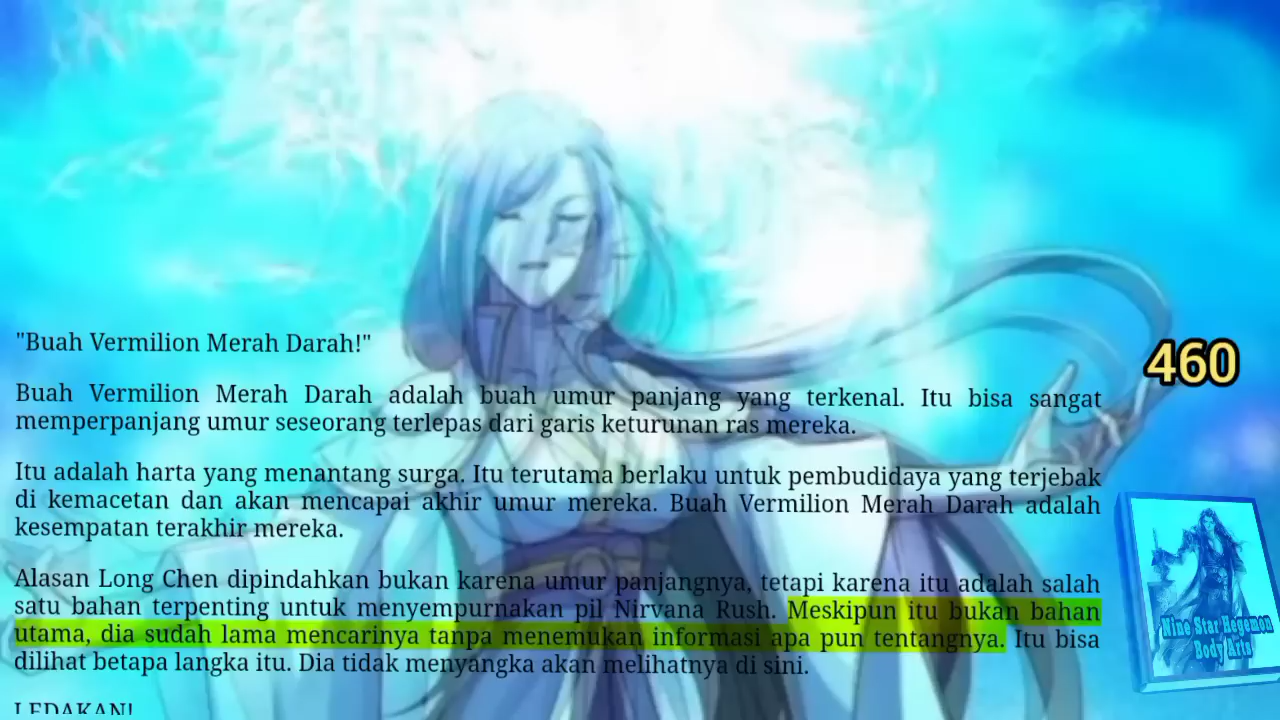 "Buah Vermilion Merah Darah!"
Buah Vermilion Merah Darah adalah buah umur panjang yang terkenal. Itu bisa sangat
memperpanjang umur seseorang terlepas dari garis keturunan ras mereka.
Itu adalah harta yang menantang surga. Itu terutama berlaku untuk pembudidaya yang terjebak
di kemacetan dan akan mencapai akhir umur mereka. Buah Vermilion Merah Darah adalah
kesempatan terakhir mereka.
Alasan Long Chen dipindahkan bukan karena umur panjangnya, tetapi karena itu adalah salah
satu bahan terpenting untuk menyempurnakan pil Nirvana Rush. Meskipun itu bukan bahan
utama, dia sudah lama mencarinya tanpa menemukan informasi apa pun tentangnya. Itu bisa
dilihat betapa langka itu. Dia tidak menyangka akan melihatnya di sini.
LEDAKAN!
460
Nine Star Hegemon
Body Arts